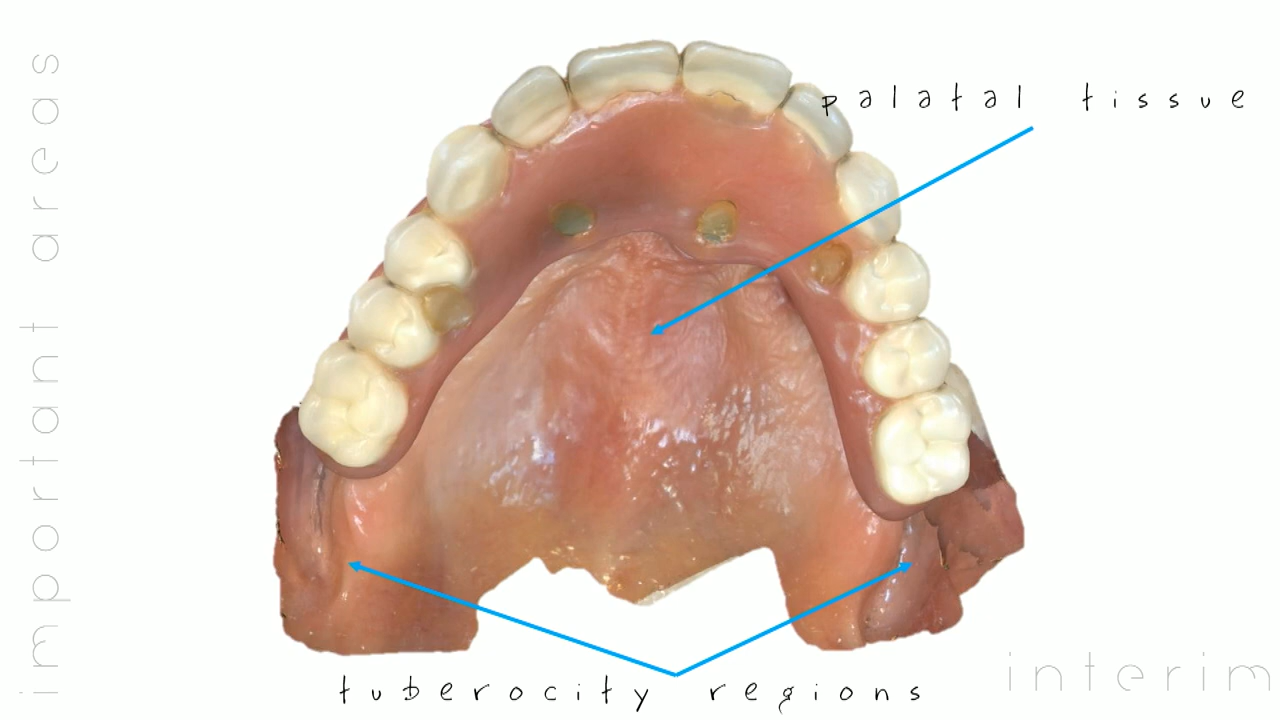 important areas
palatal tissue
tuberocity regions
interim